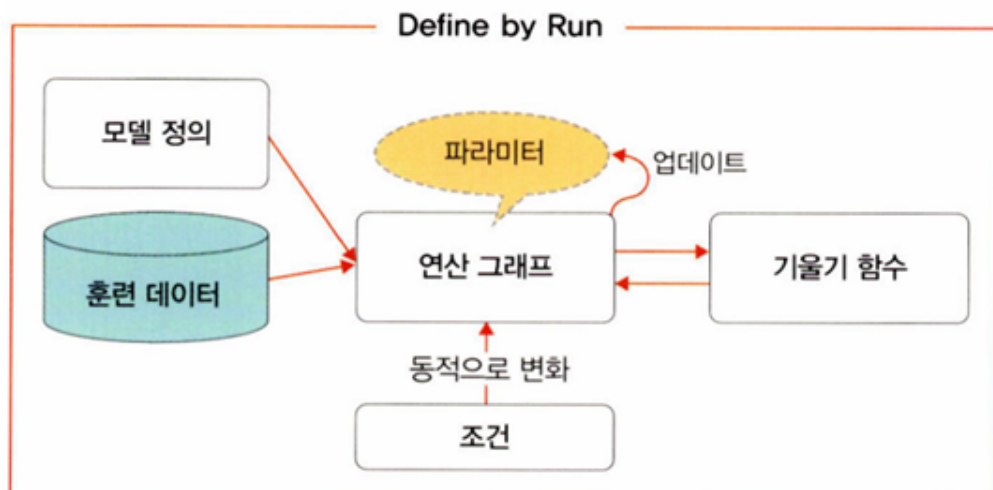 Define by Run
모델 정의
파라미터
업데이트
훈련 데이터
연산 그래프
기울기 함수
동적으로 변화
조건